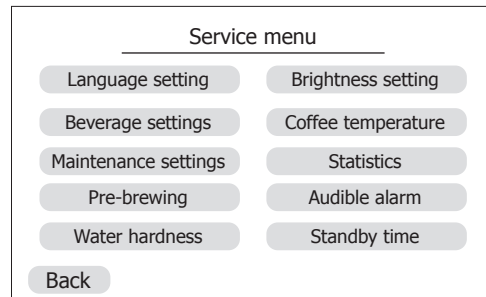 Service menu
Language setting
Brightness setting
Beverage settings
Coffee temperature
Maintenance settings
Statistics
Pre-brewing
Audible alarm
Water hardness
Standby time
Back